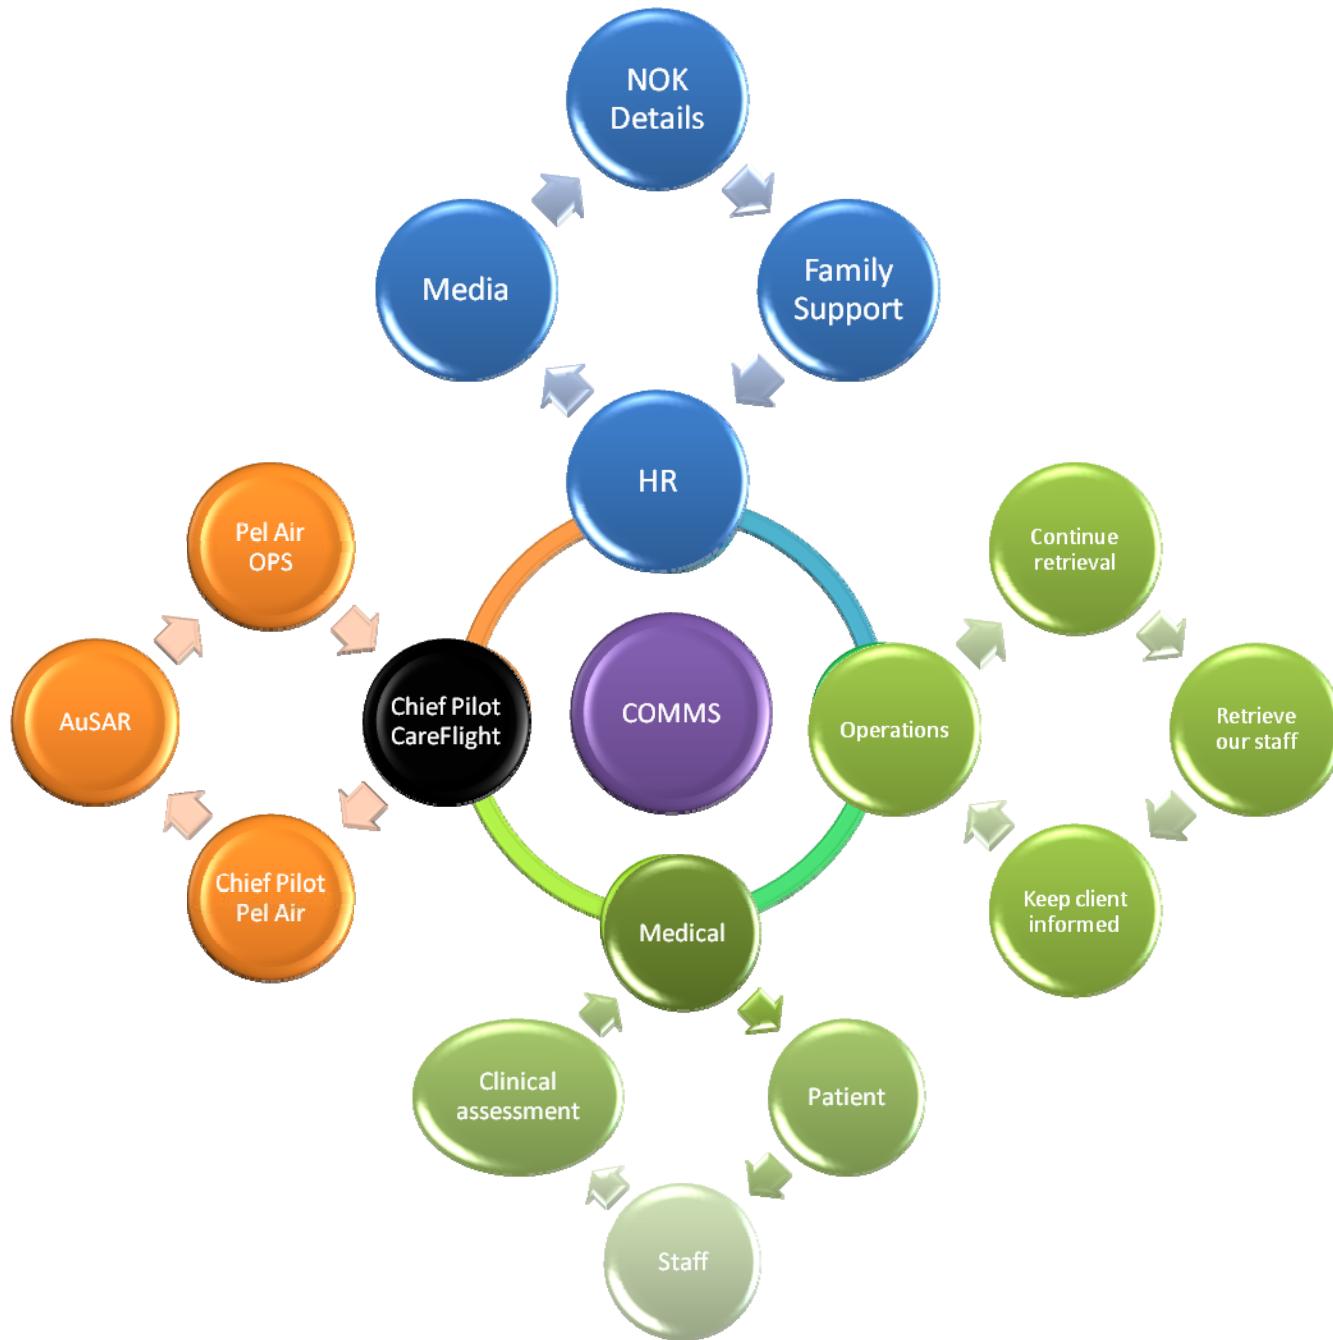 NOK
Details
Media
Family
Support
HR
Pel Air
OPS
Continue
retrieval
AuSAR
Chief Pilot
CareFlight
COMMS
Operations
Retrieve
our staff
Chief Pilot
Pel Air
Keep client
informed
Medical
Clinical
assessment
Patient
Staff